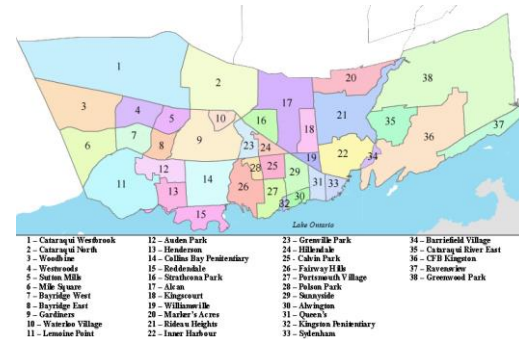 1
2
3
4
5
6
7
8
9
10
11
12
13
14
15
16
17
18
19
20
21
22
23
24
25
26
27
28
29
30
31
32
33
34
35
36
37
38
Lake Ontario
1 – Cataraqui Westbrook
2 – Cataraqui North
3 – Woodbine
4 – Westwoods
5 – Sutton Mills
6 – Mile Square
7 – Bayridge West
8 – Bayridge East
9 – Gardiners
10 – Waterloo Village
11 – Lemoine Point
12 – Auden Park
13 – Henderson
14 – Collins Bay Penitentiary
15 – Reddendale
16 – Strathcona Park
17 – Alcan
18 – Kingscourt
19 – Williamsville
20 – Marker's Acres
21 – Rideau Heights
22 – Inner Harbour
23 – Grenville Park
24 – Hillendale
25 – Calvin Park
26 – Fairway Hills
27 – Portsmouth Village
28 – Polson Park
29 – Sunnyside
30 – Alwington
31 – Queen's
32 – Kingston Penitentiary
33 – Sydenham
34 – Barriefield Village
35 – Cataraqui River East
36 – CFB Kingston
37 – Ravensview
38 – Greenwood Park